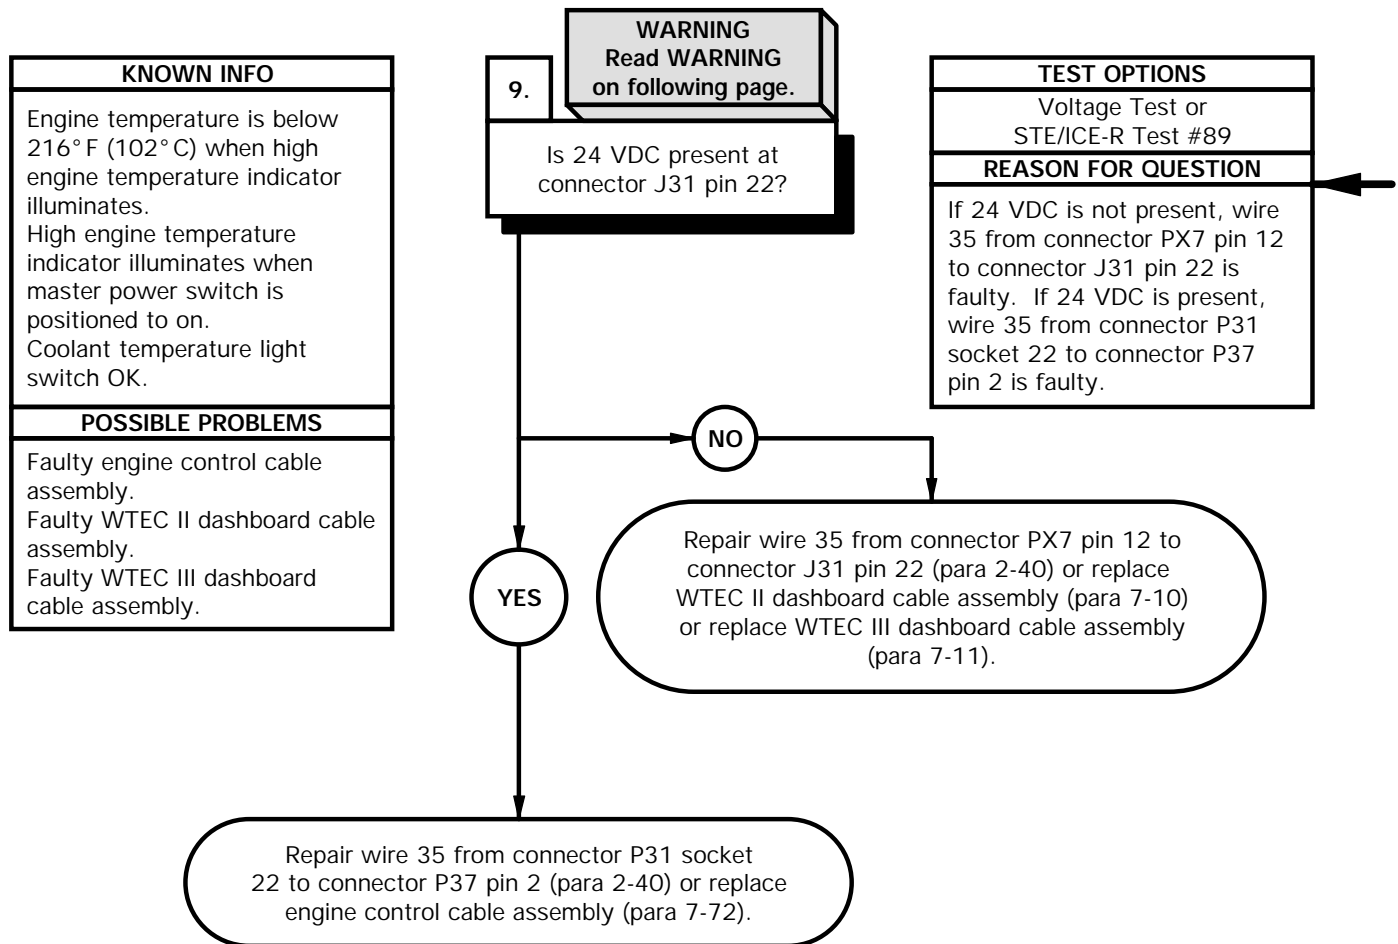 KNOWN INFO
Engine temperature is below
216° F (102° C) when high
engine temperature indicator
illuminates.
High engine temperature
indicator illuminates when
master power switch is
positioned to on.
Coolant temperature light
switch OK.
POSSIBLE PROBLEMS
Faulty engine control cable
assembly.
Faulty WTEC II dashboard cable
assembly.
Faulty WTEC III dashboard
cable assembly.
WARNING
Read WARNING
on following page.
9.
Is 24 VDC present at
connector J31 pin 22?
TEST OPTIONS
Voltage Test or
STE/ICE-R Test #89
REASON FOR QUESTION
If 24 VDC is not present, wire
35 from connector PX7 pin 12
to connector J31 pin 22 is
faulty. If 24 VDC is present,
wire 35 from connector P31
socket 22 to connector P37
pin 2 is faulty.
NO
Repair wire 35 from connector PX7 pin 12 to
connector J31 pin 22 (para 2-40) or replace
WTEC II dashboard cable assembly (para 7-10)
or replace WTEC III dashboard cable assembly
(para 7-11).
YES
Repair wire 35 from connector P31 socket
22 to connector P37 pin 2 (para 2-40) or replace
engine control cable assembly (para 7-72).